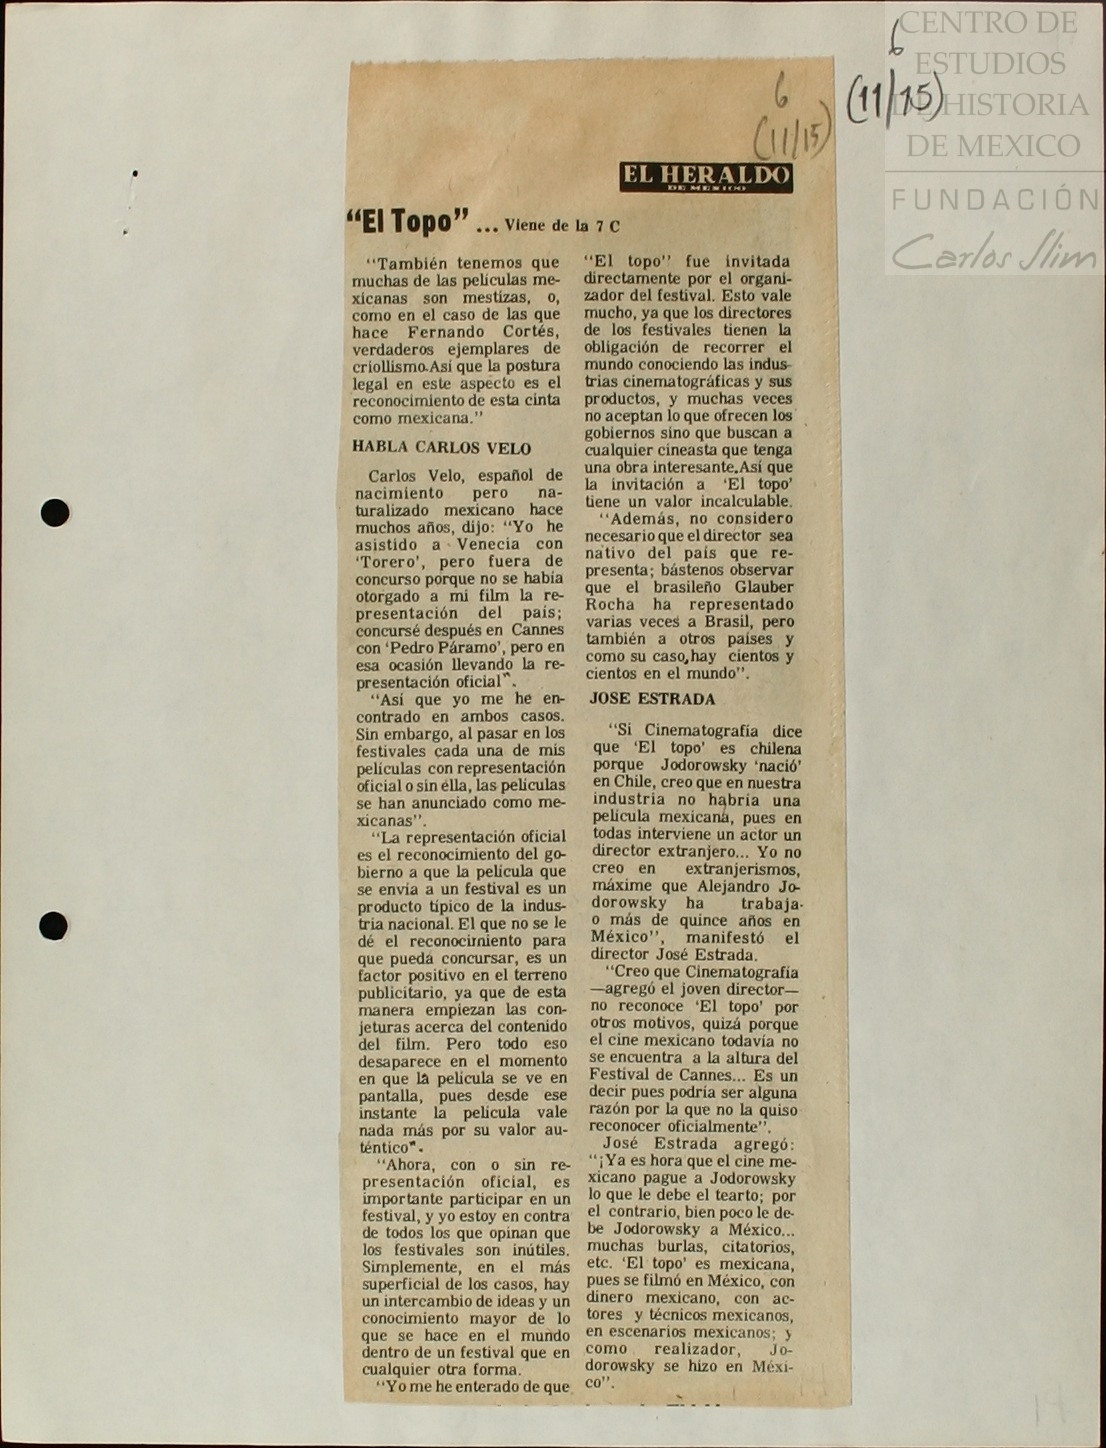 CENTRO DE
ESTUDIOS
DE HISTORIA
DE MEXICO
FUNDACIÓN
Carlos Slim
6
(11/15)
6
(11/15)
EL HERALDO
DE MEXICO
“El Topo” ... Viene de la 7 C
“También tenemos que
muchas de las películas me-
xicanas son mestizas, o,
como en el caso de las que
hace Fernando Cortés,
verdaderos ejemplares de
criollismo.Así que la postura
legal en este aspecto es el
reconocimiento de esta cinta
como mexicana.”
HABLA CARLOS VELO
Carlos Velo, español de
nacimiento pero na-
turalizado mexicano hace
muchos años, dijo: “Yo he
asistido a Venecia con
‘Torero’, pero fuera de
concurso porque no se había
otorgado a mi film la re-
presentación del país;
concursé después en Cannes
con ‘Pedro Páramo’, pero en
esa ocasión llevando la re-
presentación oficial”.
“Así que yo me he en-
contrado en ambos casos.
Sin embargo, al pasar en los
festivales cada una de mis
películas con representación
oficial o sin élla, las películas
se han anunciado como me-
xicanas”.
“La representación oficial
es el reconocimiento del go-
bierno a que la película que
se envía a un festival es un
producto típico de la indus-
tria nacional. El que no se le
dé el reconocimiento para
que pueda concursar, es un
factor positivo en el terreno
publicitario, ya que de esta
manera empiezan las con-
jeturas acerca del contenido
del film. Pero todo eso
desaparece en el momento
en que la película se ve en
pantalla, pues desde ese
instante la película vale
nada más por su valor au-
téntico”.
“Ahora, con o sin re-
presentación oficial, es
importante participar en un
festival, y yo estoy en contra
de todos los que opinan que
los festivales son inútiles.
Simplemente, en el más
superficial de los casos, hay
un intercambio de ideas y un
conocimiento mayor de lo
que se hace en el mundo
dentro de un festival que en
cualquier otra forma.
“Yo me he enterado de que
“El topo” fue invitada
directamente por el organi-
zador del festival. Esto vale
mucho, ya que los directores
de los festivales tienen la
obligación de recorrer el
mundo conociendo las indus-
trias cinematográficas y sus
productos, y muchas veces
no aceptan lo que ofrecen los
gobiernos sino que buscan a
cualquier cineasta que tenga
una obra interesante.Así que
la invitación a ‘El topo’
tiene un valor incalculable.
“Además, no considero
necesario que el director sea
nativo del país que re-
presenta; bástenos observar
que el brasileño Glauber
Rocha ha representado
varias veces a Brasil, pero
también a otros países y
como su caso,hay cientos y
cientos en el mundo”.
JOSE ESTRADA
“Si Cinematografía dice
que ‘El topo’ es chilena
porque Jodorowsky ‘nació’
en Chile, creo que en nuestra
industria no habría una
película mexicana, pues en
todas interviene un actor un
director extranjero... Yo no
creo en extranjerismos,
máxime que Alejandro Jo-
dorowsky ha trabaja-
o más de quince años en
México”, manifestó el
director José Estrada.
“Creo que Cinematografía
—agregó el joven director—
no reconoce ‘El topo’ por
otros motivos, quizá porque
el cine mexicano todavía no
se encuentra a la altura del
Festival de Cannes... Es un
decir pues podría ser alguna
razón por la que no la quiso
reconocer oficialmente”.
José Estrada agregó:
“¡Ya es hora que el cine me-
xicano pague a Jodorowsky
lo que le debe el tearto; por
el contrario, bien poco le de-
be Jodorowsky a México...
muchas burlas, citatorios,
etc. ‘El topo’ es mexicana,
pues se filmó en México, con
dinero mexicano, con ac-
tores y técnicos mexicanos,
en escenarios mexicanos; y
como realizador, Jo-
dorowsky se hizo en Méxi-
co”.
14